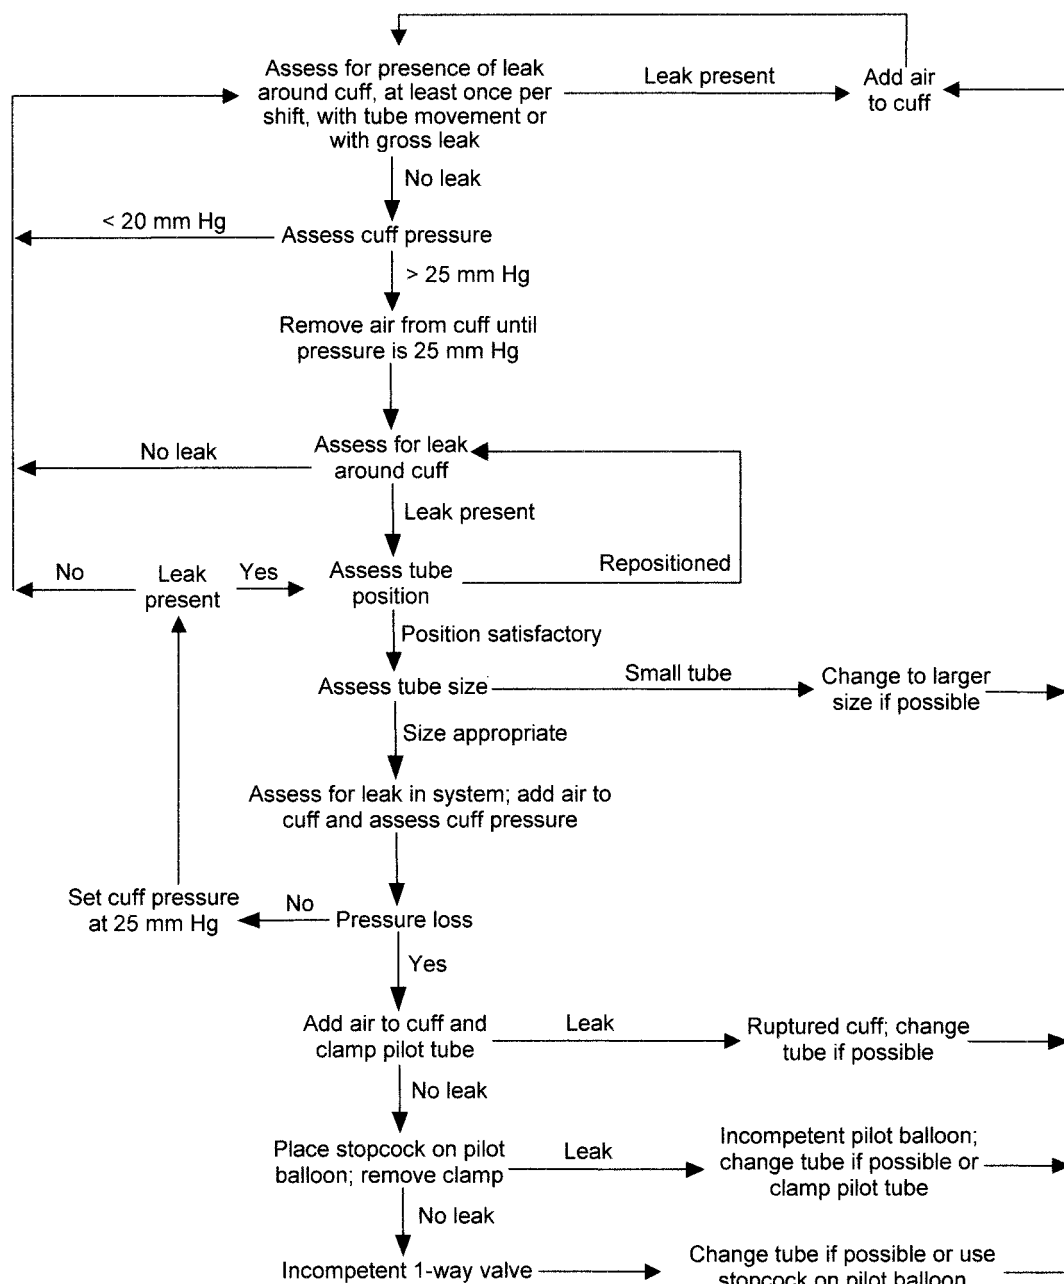 Assess for presence of leak
around cuff, at least once per
shift, with tube movement or
with gross leak
Leak present
Add air
to cuff
No leak
< 20 mm Hg
Assess cuff pressure
> 25 mm Hg
Remove air from cuff until
pressure is 25 mm Hg
No leak
Assess for leak
around cuff
Leak present
No
Leak
present
Yes
Assess tube
position
Repositioned
Position satisfactory
Assess tube size
Small tube
Change to larger
size if possible
Size appropriate
Assess for leak in system; add air to
cuff and assess cuff pressure
Set cuff pressure
at 25 mm Hg
No
Pressure loss
Yes
Add air to cuff and
clamp pilot tube
Leak
Ruptured cuff; change
tube if possible
No leak
Place stopcock on pilot
balloon; remove clamp
Leak
Incompetent pilot balloon;
change tube if possible or
clamp pilot tube
No leak
Incompetent 1-way valve
Change tube if possible or use
stopcock on pilot balloon